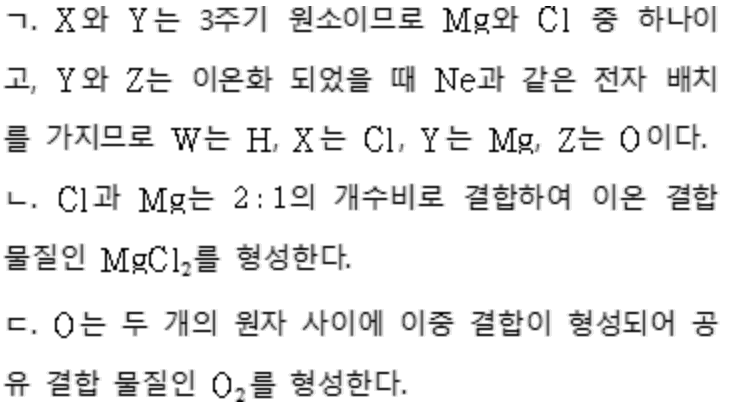 ㄱ. X와 Y는 3주기 원소이므로 Mg와 Cl 중 하나이
고, Y와 Z는 이온화 되었을 때 Ne과 같은 전자 배치
를 가지므로 W는 H, X는 Cl, Y는 Mg, Z는 O이다.
ㄴ. Cl과 Mg는 2:1의 개수비로 결합하여 이온 결합
물질인 MgCl₂를 형성한다.
ㄷ. O는 두 개의 원자 사이에 이중 결합이 형성되어 공
유 결합 물질인 O₂를 형성한다.